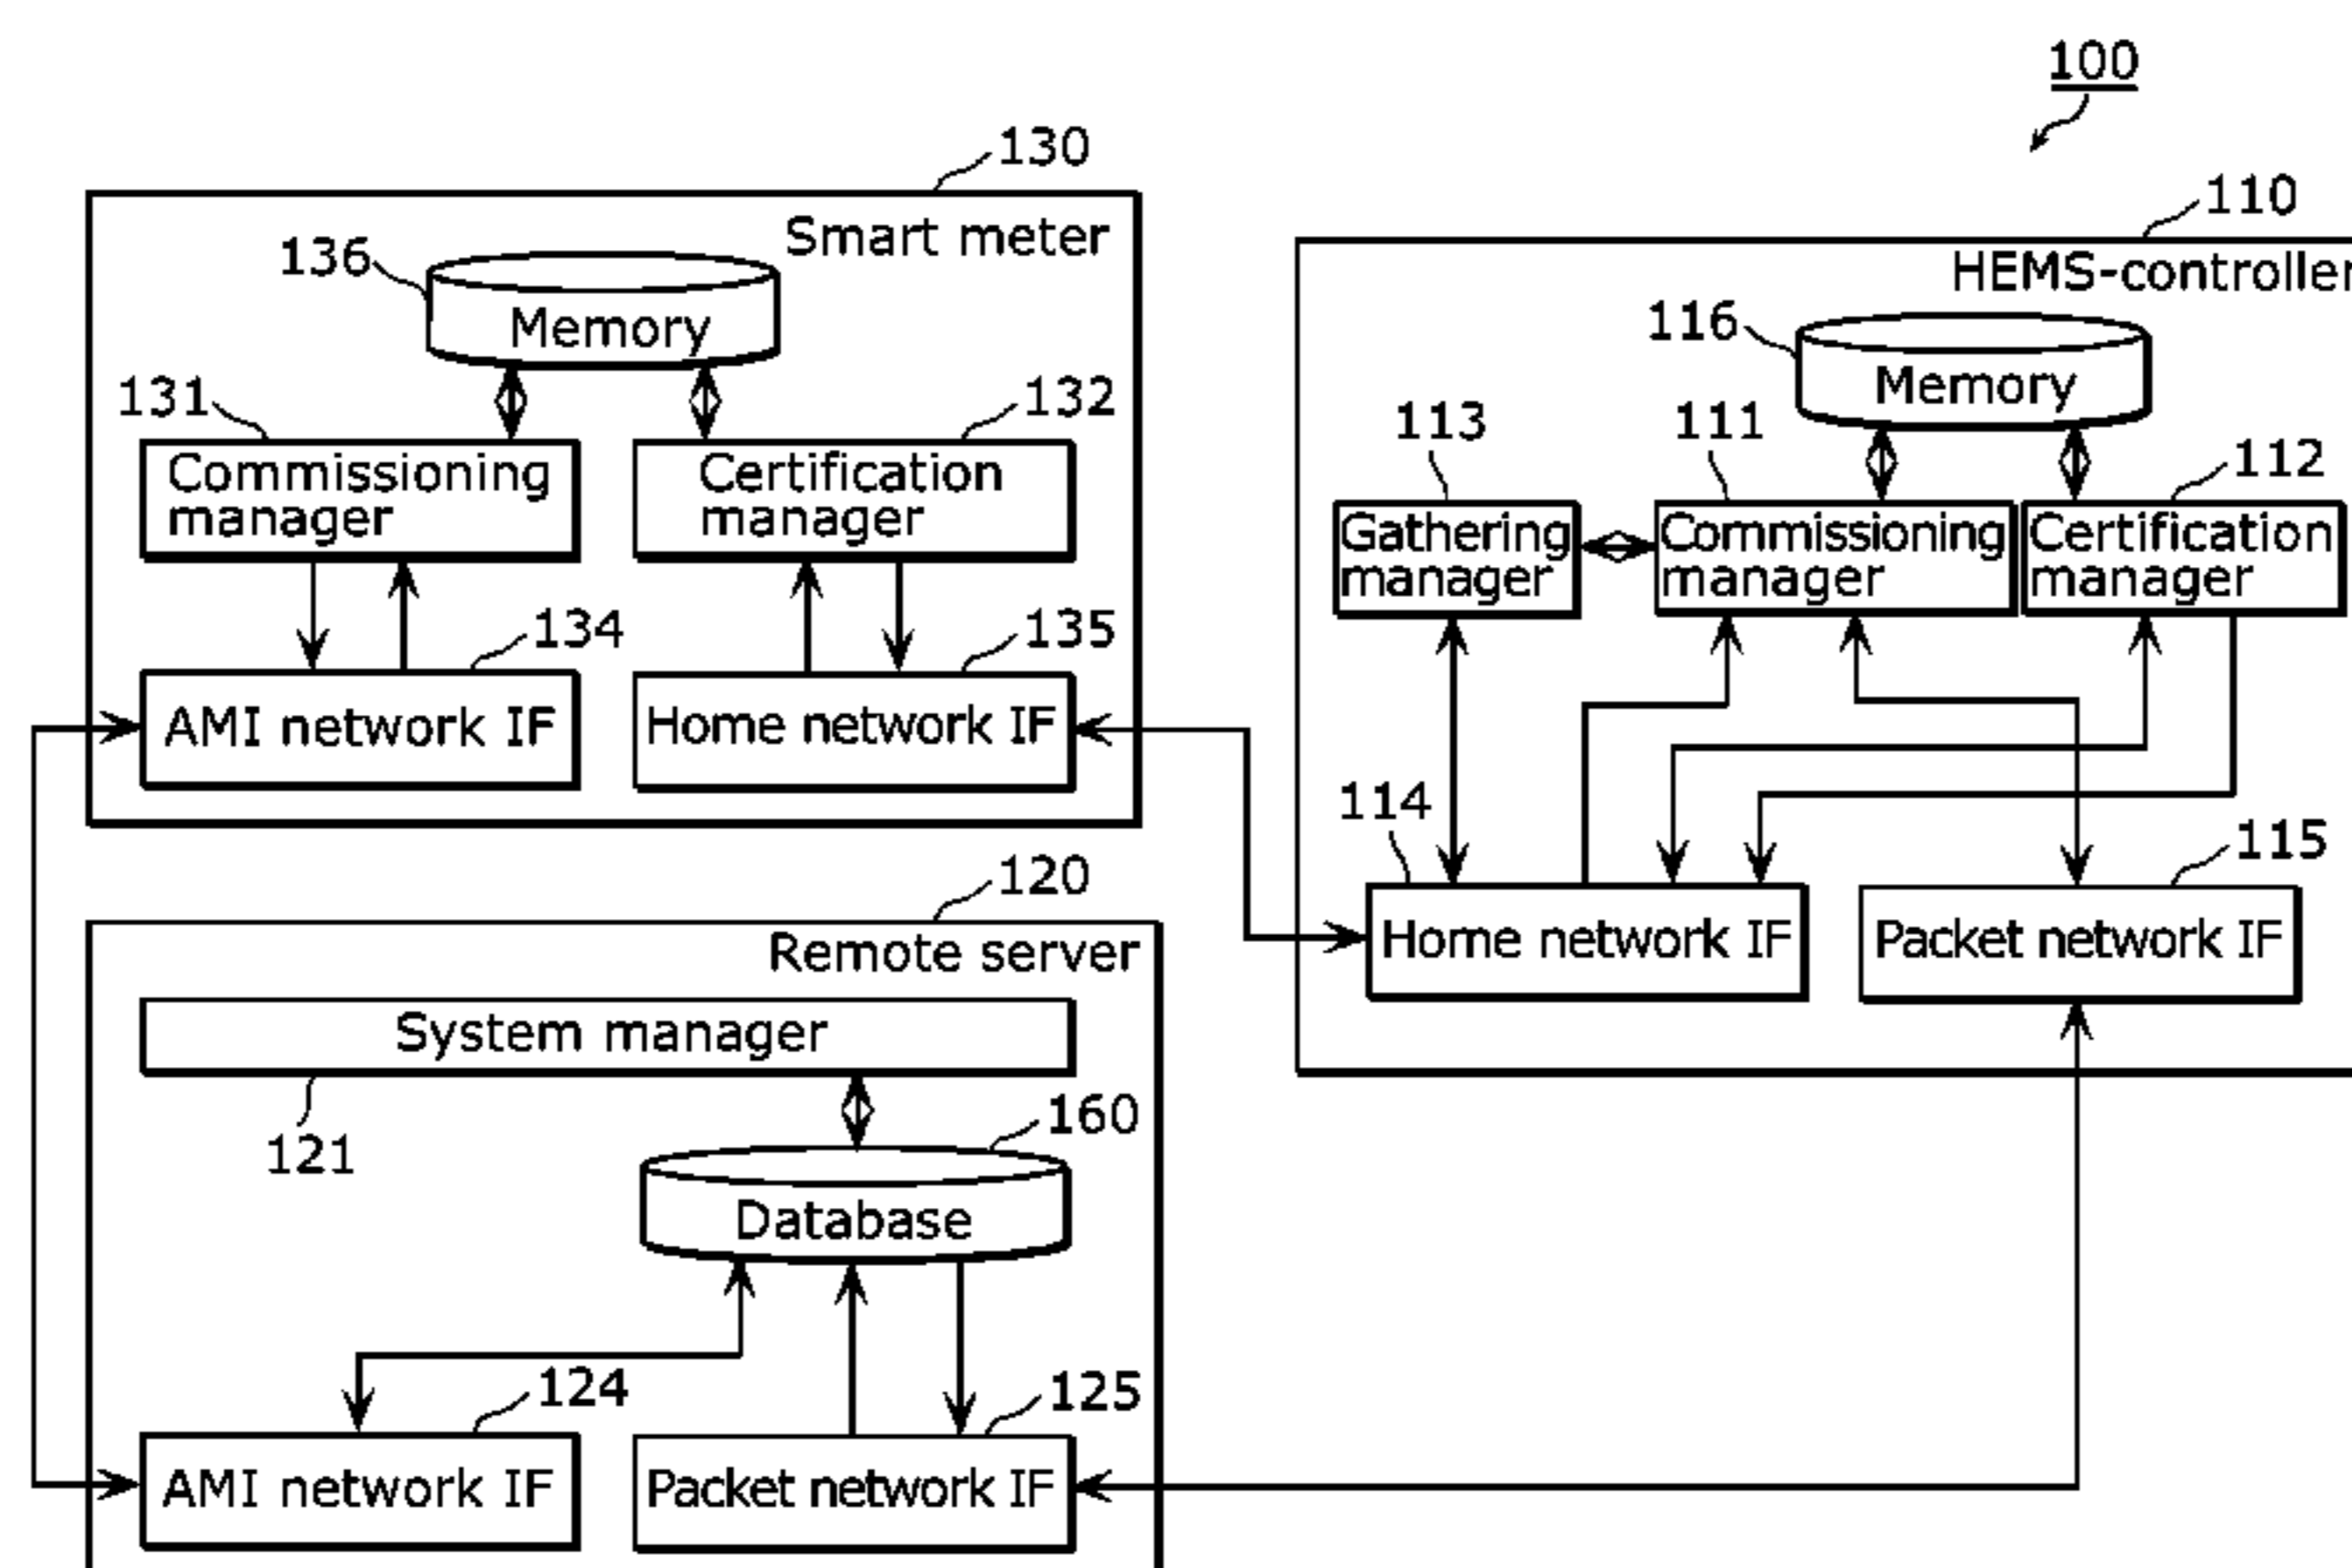 100
130
110
Smart meter
136
HEMS-controller
Memory
116
Memory
131
132
113
111
112
Commissioning
manager
Certification
manager
Gathering
manager
Commissioning
manager
Certification
manager
134
135
AMI network IF
Home network IF
114
115
120
Remote server
Home network IF
Packet network IF
System manager
121
160
Database
124
125
AMI network IF
Packet network IF